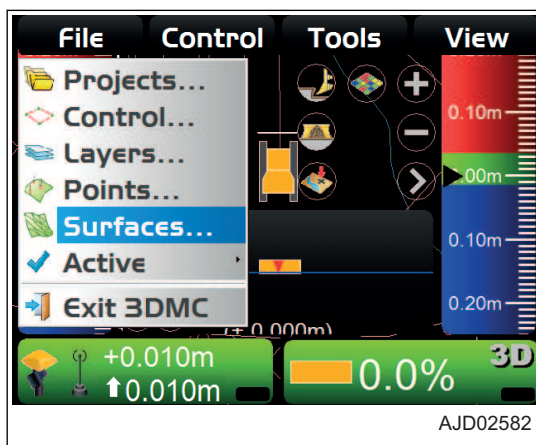 File Control Tools View
Projects...
Control...
Layers...
Points...
Surfaces...
Active
Exit 3DMC
0.10m
.00m
0.10m
0.20m
(± 0.000m)
+0.010m
0.010m
0.0%
3D
AJD02582